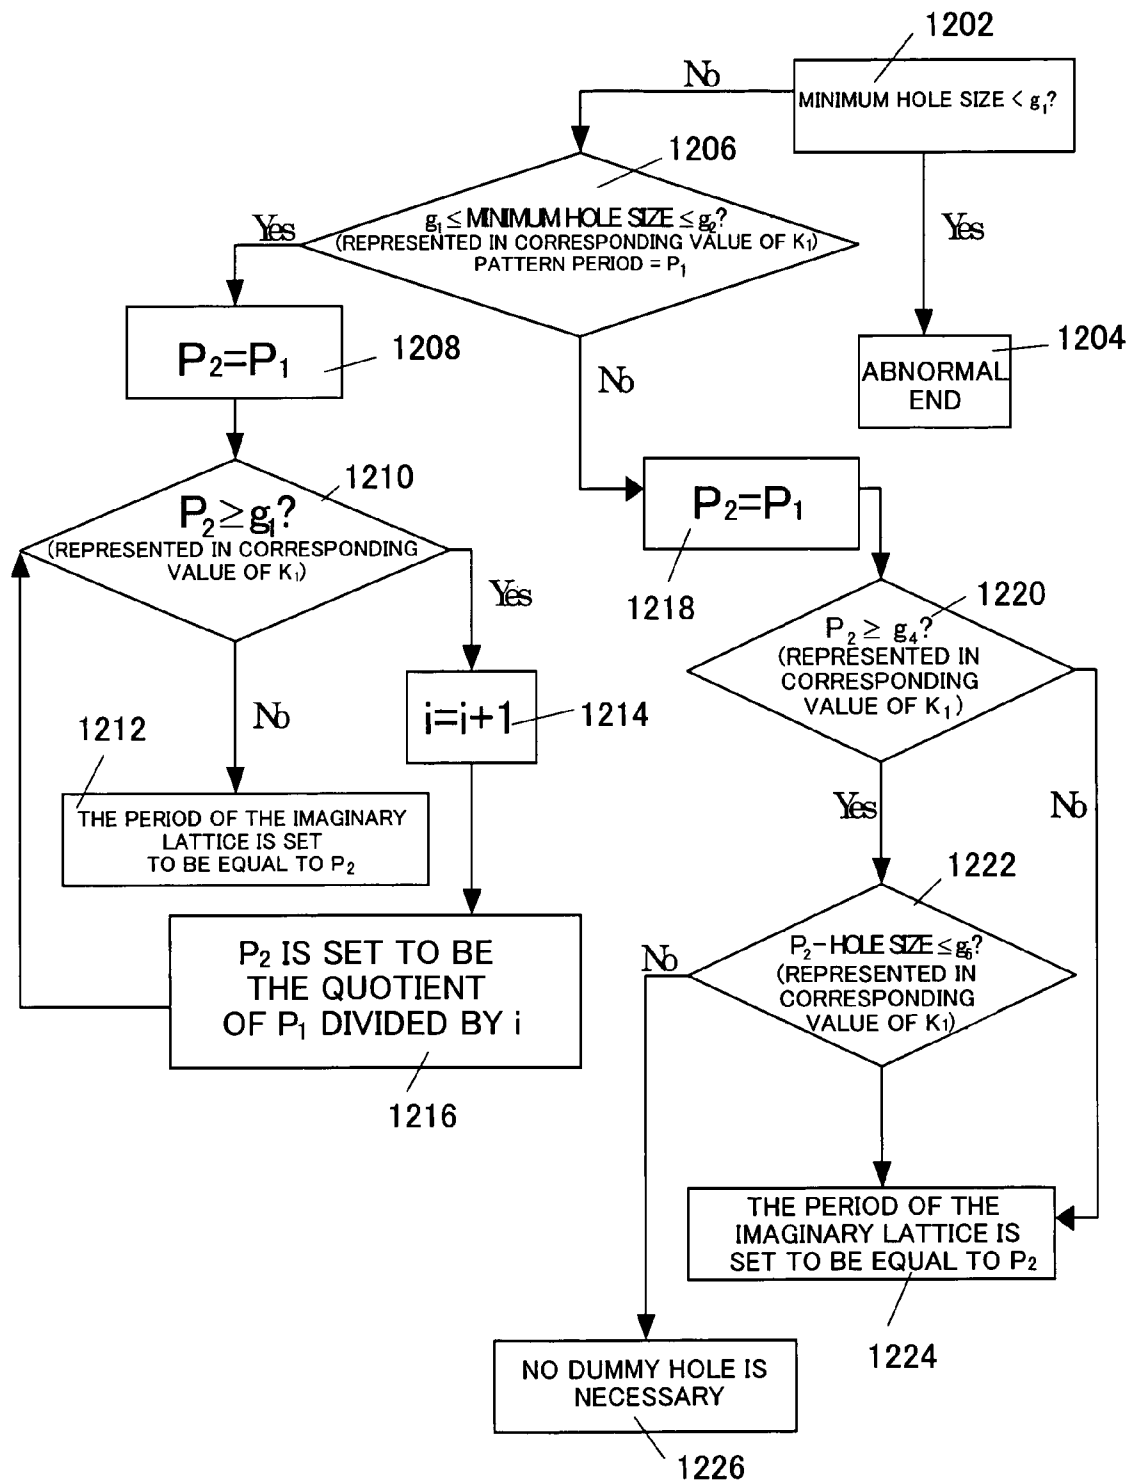 1202
No
MINIMUM HOLE SIZE < g₁?
1206
g₁ ≤ MINIMUM HOLE SIZE ≤ g₂?
(REPRESENTED IN CORRESPONDING VALUE OF K₁)
PATTERN PERIOD = P₁
Yes
Yes
1204
ABNORMAL
END
1208
P₂=P₁
No
1210
P₂ ≥ g₁?
(REPRESENTED IN CORRESPONDING
VALUE OF K₁)
P₂=P₁
1218
Yes
1220
P₂ ≥ g₄?
(REPRESENTED IN
CORRESPONDING
VALUE OF K₁)
No
i=i+1
1214
1212
THE PERIOD OF THE IMAGINARY
LATTICE IS SET
TO BE EQUAL TO P₂
Yes
No
1222
P₂ – HOLE SIZE ≤ g₅?
(REPRESENTED IN
CORRESPONDING
VALUE OF K₁)
No
P₂ IS SET TO BE
THE QUOTIENT
OF P₁ DIVIDED BY i
1216
THE PERIOD OF THE
IMAGINARY LATTICE IS
SET TO BE EQUAL TO P₂
1224
NO DUMMY HOLE IS
NECESSARY
1226